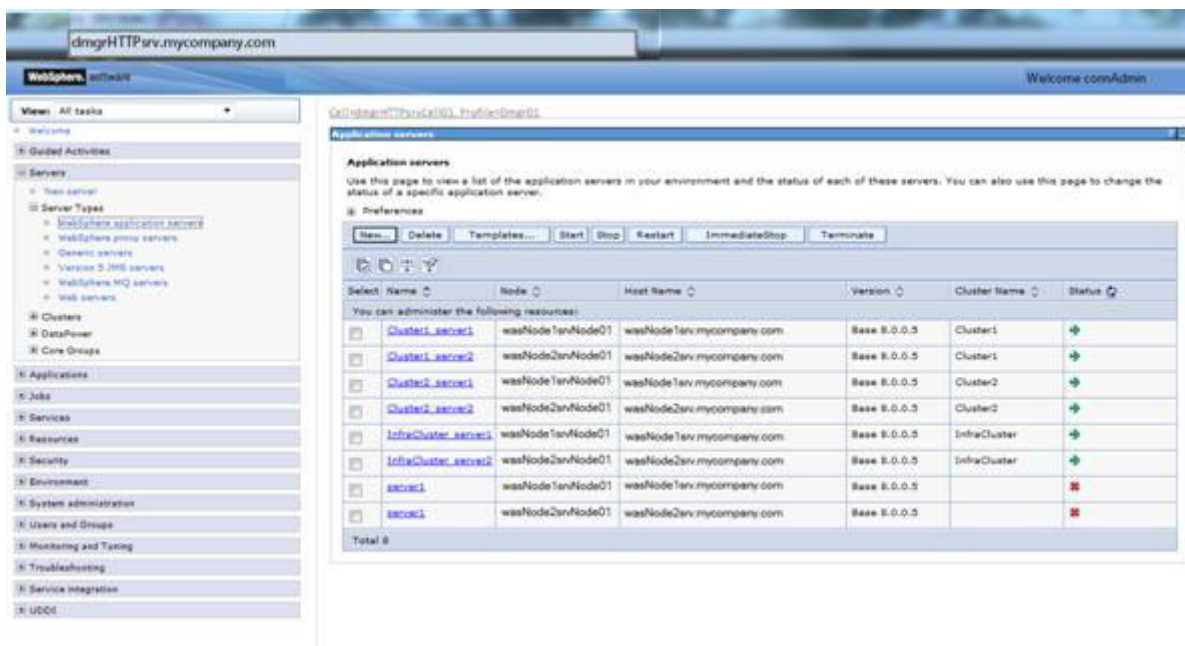 dmgrHTTPsrv.mycompany.com
WebSphere. software
Welcome connAdmin
View: All tasks
Welcome
Guided Activities
Servers
New server
Server Types
WebSphere application servers
WebSphere proxy servers
Generic servers
Version 5 JMS servers
WebSphere MQ servers
Web servers
Clusters
DataPower
Core Groups
Applications
Jobs
Services
Resources
Security
Environment
System administration
Users and Groups
Monitoring and Tuning
Troubleshooting
Service integration
UDDI
Cell=dmgrHTTPsrvCell01, Profile=Dmgr01
Application servers
Application servers
Use this page to view a list of the application servers in your environment and the status of each of these servers. You can also use this page to change the
status of a specific application server.
Preferences
New... Delete Templates... Start Stop Restart ImmediateStop Terminate
Select Name Node Host Name Version Cluster Name Status
You can administer the following resources:
Cluster1_server1 wasNode1srvNode01 wasNode1srv.mycompany.com Base 8.0.0.5 Cluster1
Cluster1_server2 wasNode2srvNode01 wasNode2srv.mycompany.com Base 8.0.0.5 Cluster1
Cluster2_server1 wasNode1srvNode01 wasNode1srv.mycompany.com Base 8.0.0.5 Cluster2
Cluster2_server2 wasNode2srvNode01 wasNode2srv.mycompany.com Base 8.0.0.5 Cluster2
InfraCluster_server1 wasNode1srvNode01 wasNode1srv.mycompany.com Base 8.0.0.5 InfraCluster
InfraCluster_server2 wasNode2srvNode01 wasNode2srv.mycompany.com Base 8.0.0.5 InfraCluster
server1 wasNode1srvNode01 wasNode1srv.mycompany.com Base 8.0.0.5
server1 wasNode2srvNode01 wasNode2srv.mycompany.com Base 8.0.0.5
Total 8